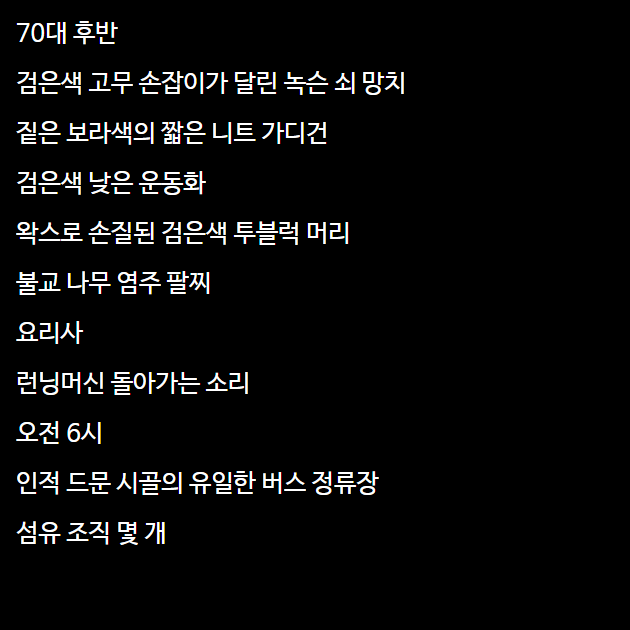 70대 후반
검은색 고무 손잡이가 달린 녹슨 쇠 망치
짙은 보라색의 짧은 니트 가디건
검은색 낮은 운동화
왁스로 손질된 검은색 투블럭 머리
불교 나무 염주 팔찌
요리사
런닝머신 돌아가는 소리
오전 6시
인적 드문 시골의 유일한 버스 정류장
섬유 조직 몇 개